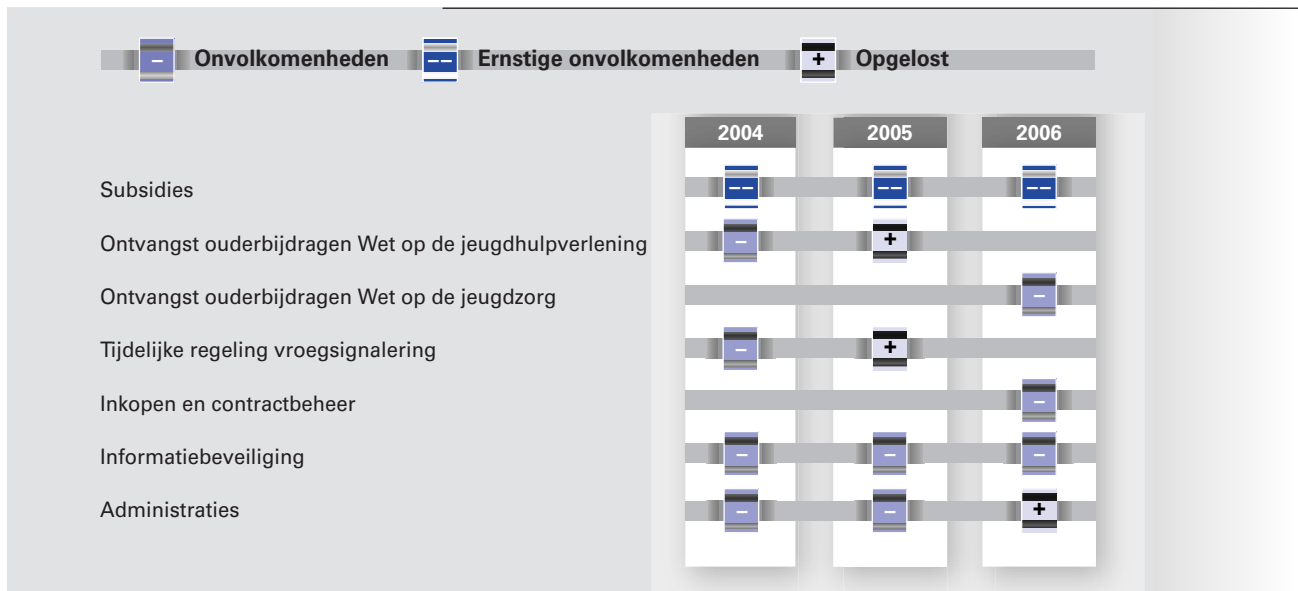 – Onvolkomenheden –– Ernstige onvolkomenheden + Opgelost
2004 2005 2006
Subsidies –– –– ––
Ontvangst ouderbijdragen Wet op de jeugdhulpverlening – +
Ontvangst ouderbijdragen Wet op de jeugdzorg –
Tijdelijke regeling vroegsignalering – +
Inkopen en contractbeheer –
Informatiebeveiliging – – –
Administraties – – +